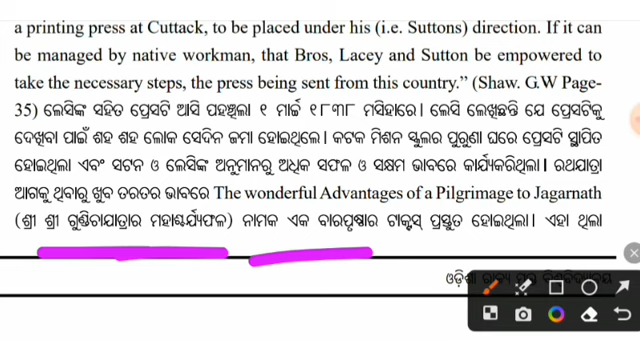 a printing press at Cuttack, to be placed under his (i.e. Suttons) direction. If it can
be managed by native workman, that Bros, Lacey and Sutton be empowered to
take the necessary steps, the press being sent from this country.” (Shaw. G.W Page-
35) ଲେସିଙ୍କ ସହିତ ପ୍ରେସଟି ଆସି ପହଞ୍ଚିଲା ୧ ମାର୍ଚ୍ଚ ୧୮୩୮ ମସିହାରେ। ଲେସି ଲେଖିଛନ୍ତି ଯେ ପ୍ରେସଟିକୁ
ଦେଖିବା ପାଇଁ ଶହ ଶହ ଲୋକ ସେଦିନ ଜମା ହୋଇଥିଲେ। କଟକ ମିଶନ ସ୍କୁଲର ପୁରୁଣା ଘରେ ପ୍ରେସଟି ସ୍ଥାପିତ
ହୋଇଥିଲା ଏବଂ ସଟନ ଓ ଲେସିଙ୍କ ଅନୁମାନରୁ ଅଧିକ ସଫଳ ଓ ସକ୍ଷମ ଭାବରେ କାର୍ଯ୍ୟକରିଥିଲା। ରଥଯାତ୍ରା
ଆଗକୁ ଥିବାରୁ ଖୁବ ତରତର ଭାବରେ The wonderful Advantages of a Pilgrimage to Jagarnath
(ଶ୍ରୀ ଶ୍ରୀ ଗୁଣ୍ଡିଚାଯାତ୍ରାର ମହାଶ୍ଚର୍ଯ୍ୟଫଳ) ନାମକ ଏକ ବାରପୃଷ୍ଠାର ଟାକ୍ଟସ୍ ପ୍ରସ୍ତୁତ ହୋଇଥିଲା। ଏହା ଥିଲା
ଓଡ଼ିଶା ରାଜ୍ୟ ମୁକ୍ତ ବିଶ୍ୱବିଦ୍ୟାଳୟ